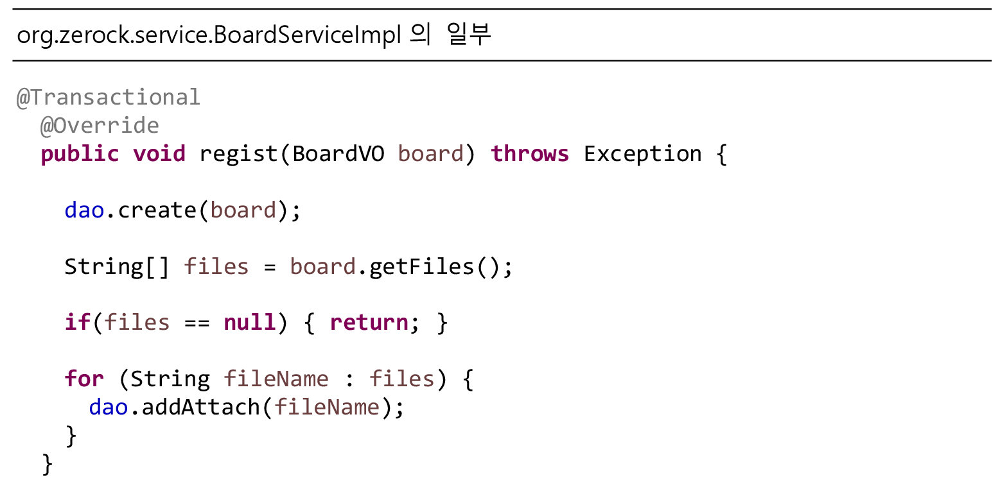 org.zerock.service.BoardServiceImpl 의 일부
@Transactional
@Override
public void regist(BoardVO board) throws Exception {
dao.create(board);
String[] files = board.getFiles();
if(files == null) { return; }
for (String fileName : files) {
dao.addAttach(fileName);
}
}